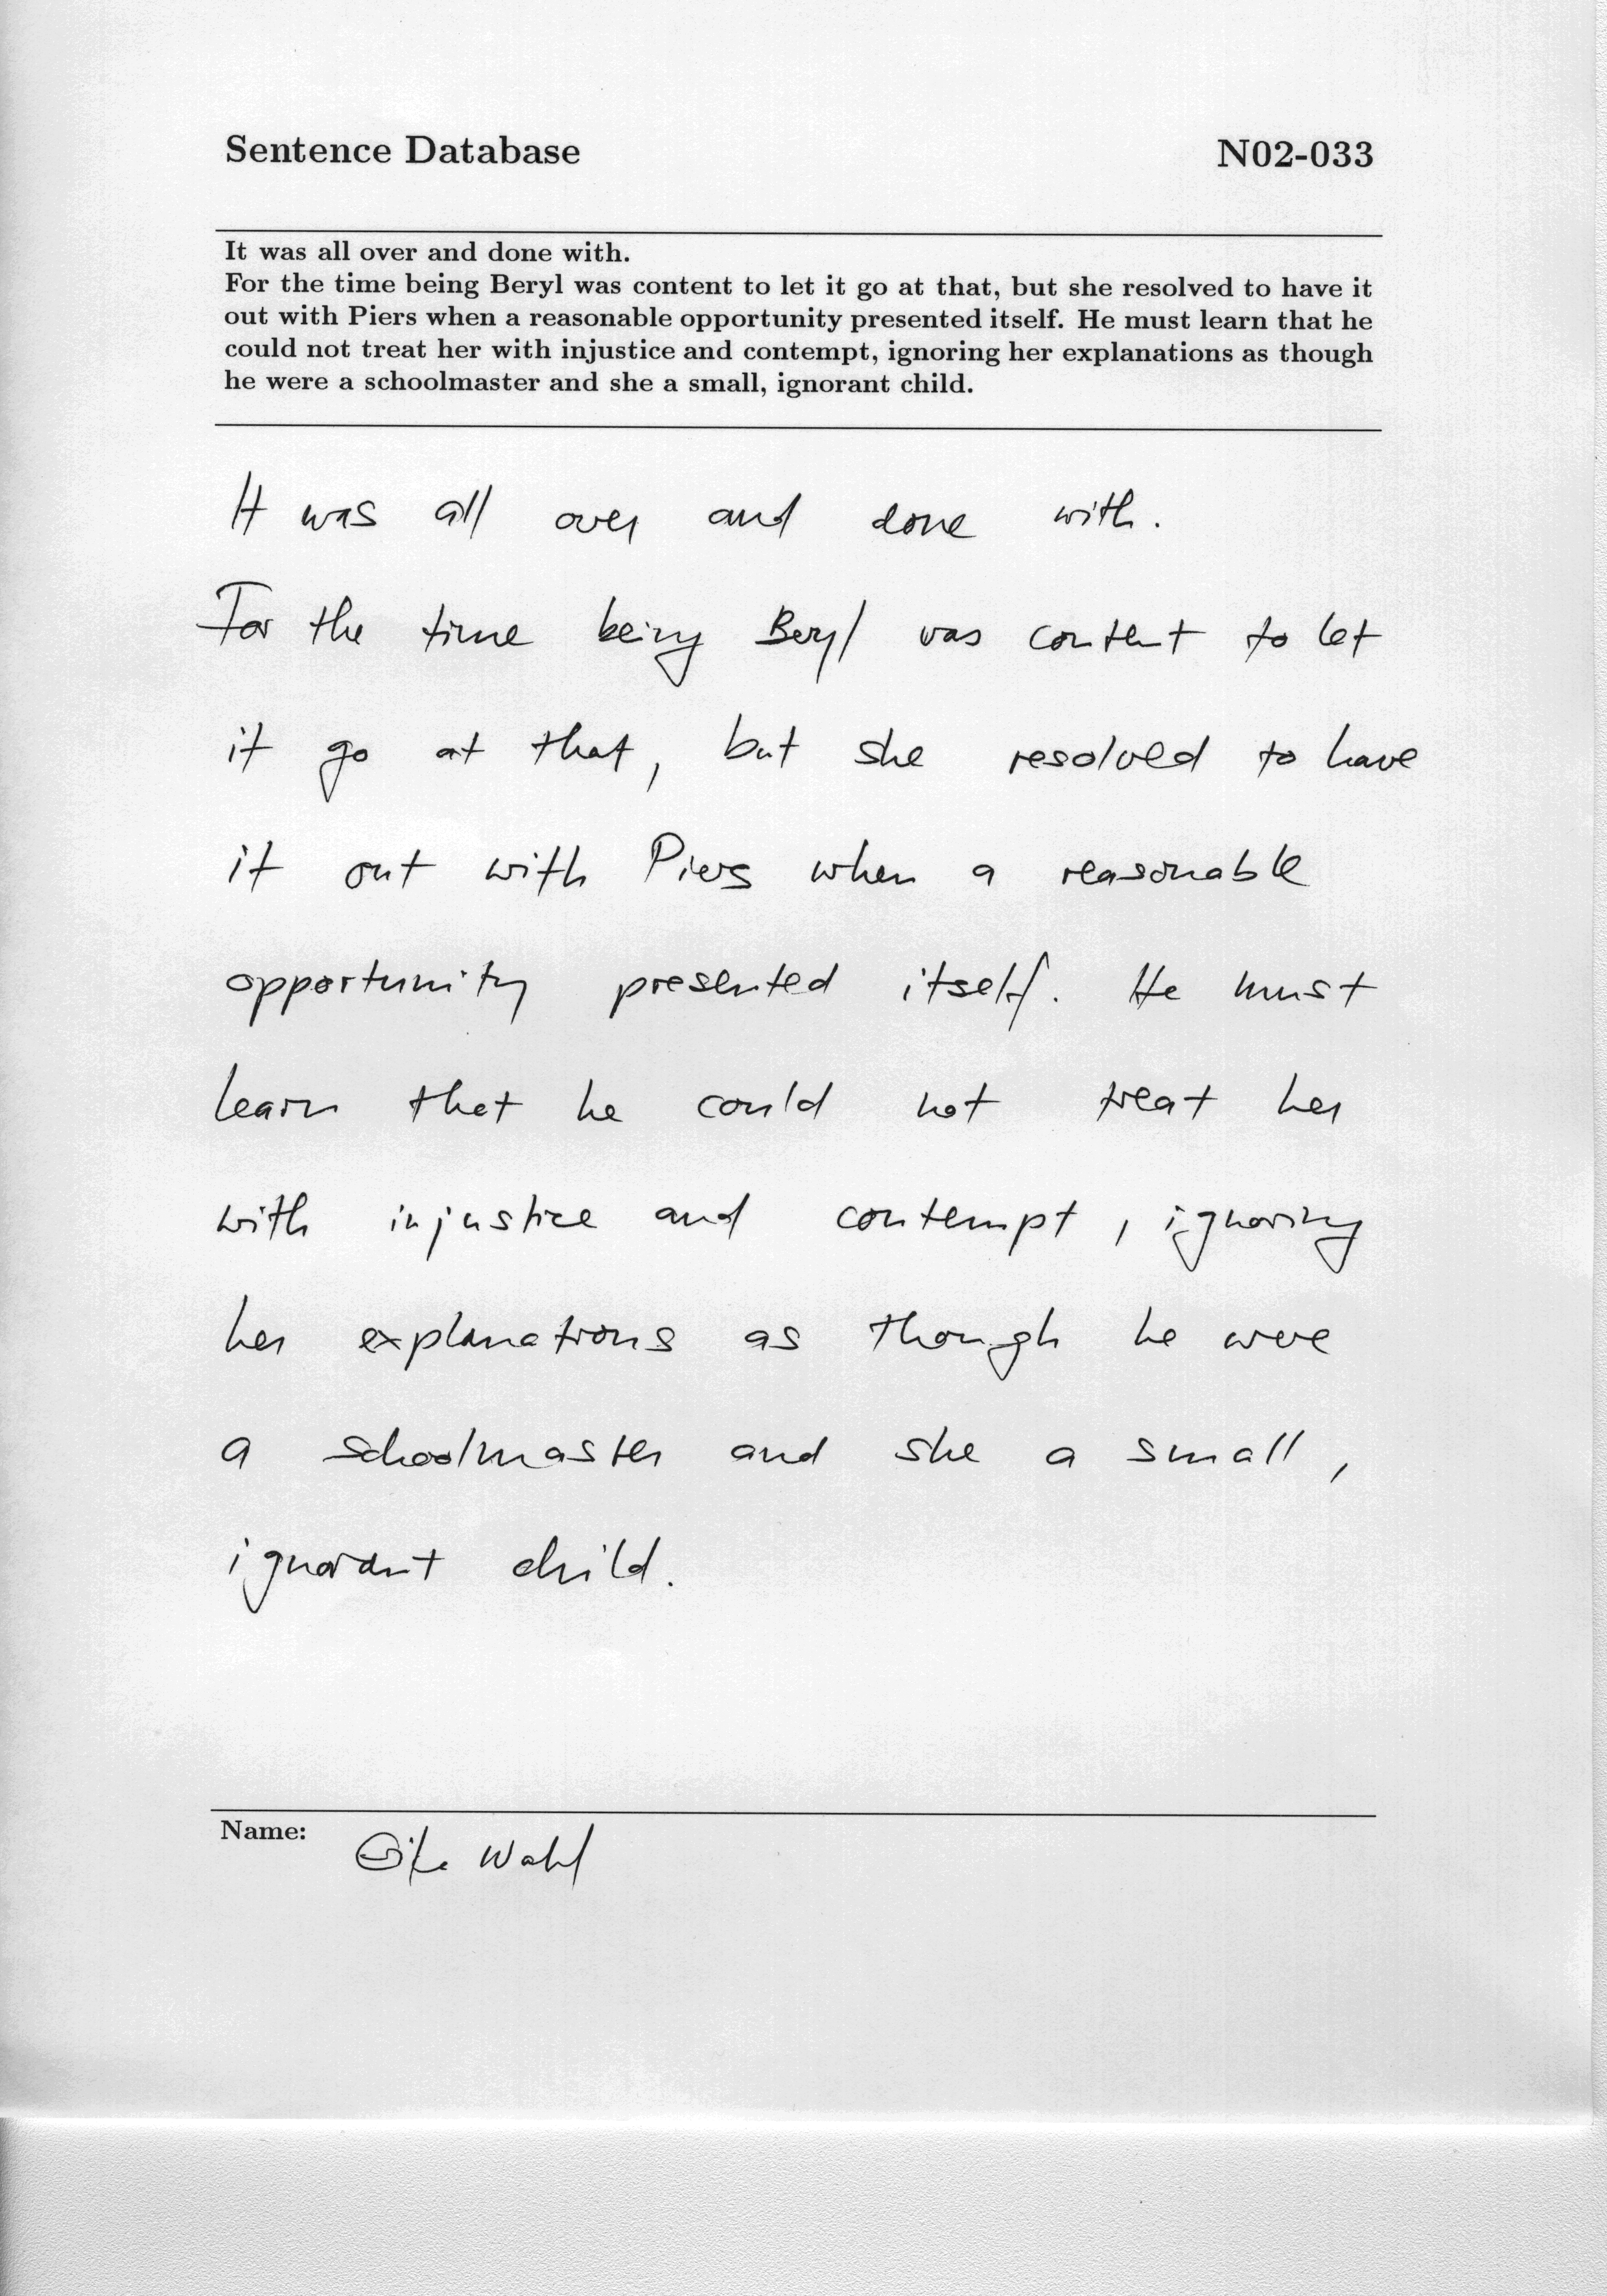 Sentence Database N02-033
It was all over and done with.
For the time being Beryl was content to let it go at that, but she resolved to have it
out with Piers when a reasonable opportunity presented itself. He must learn that he
could not treat her with injustice and contempt, ignoring her explanations as though
he were a schoolmaster and she a small, ignorant child.
It was all over and done with.
For the time being Beryl was content to let
it go at that, but she resolved to have
it out with Piers when a reasonable
opportunity presented itself. He must
learn that he could not treat her
with injustice and contempt, ignoring
her explanations as though he were
a schoolmaster and she a small,
ignorant child.
Name: Wahl